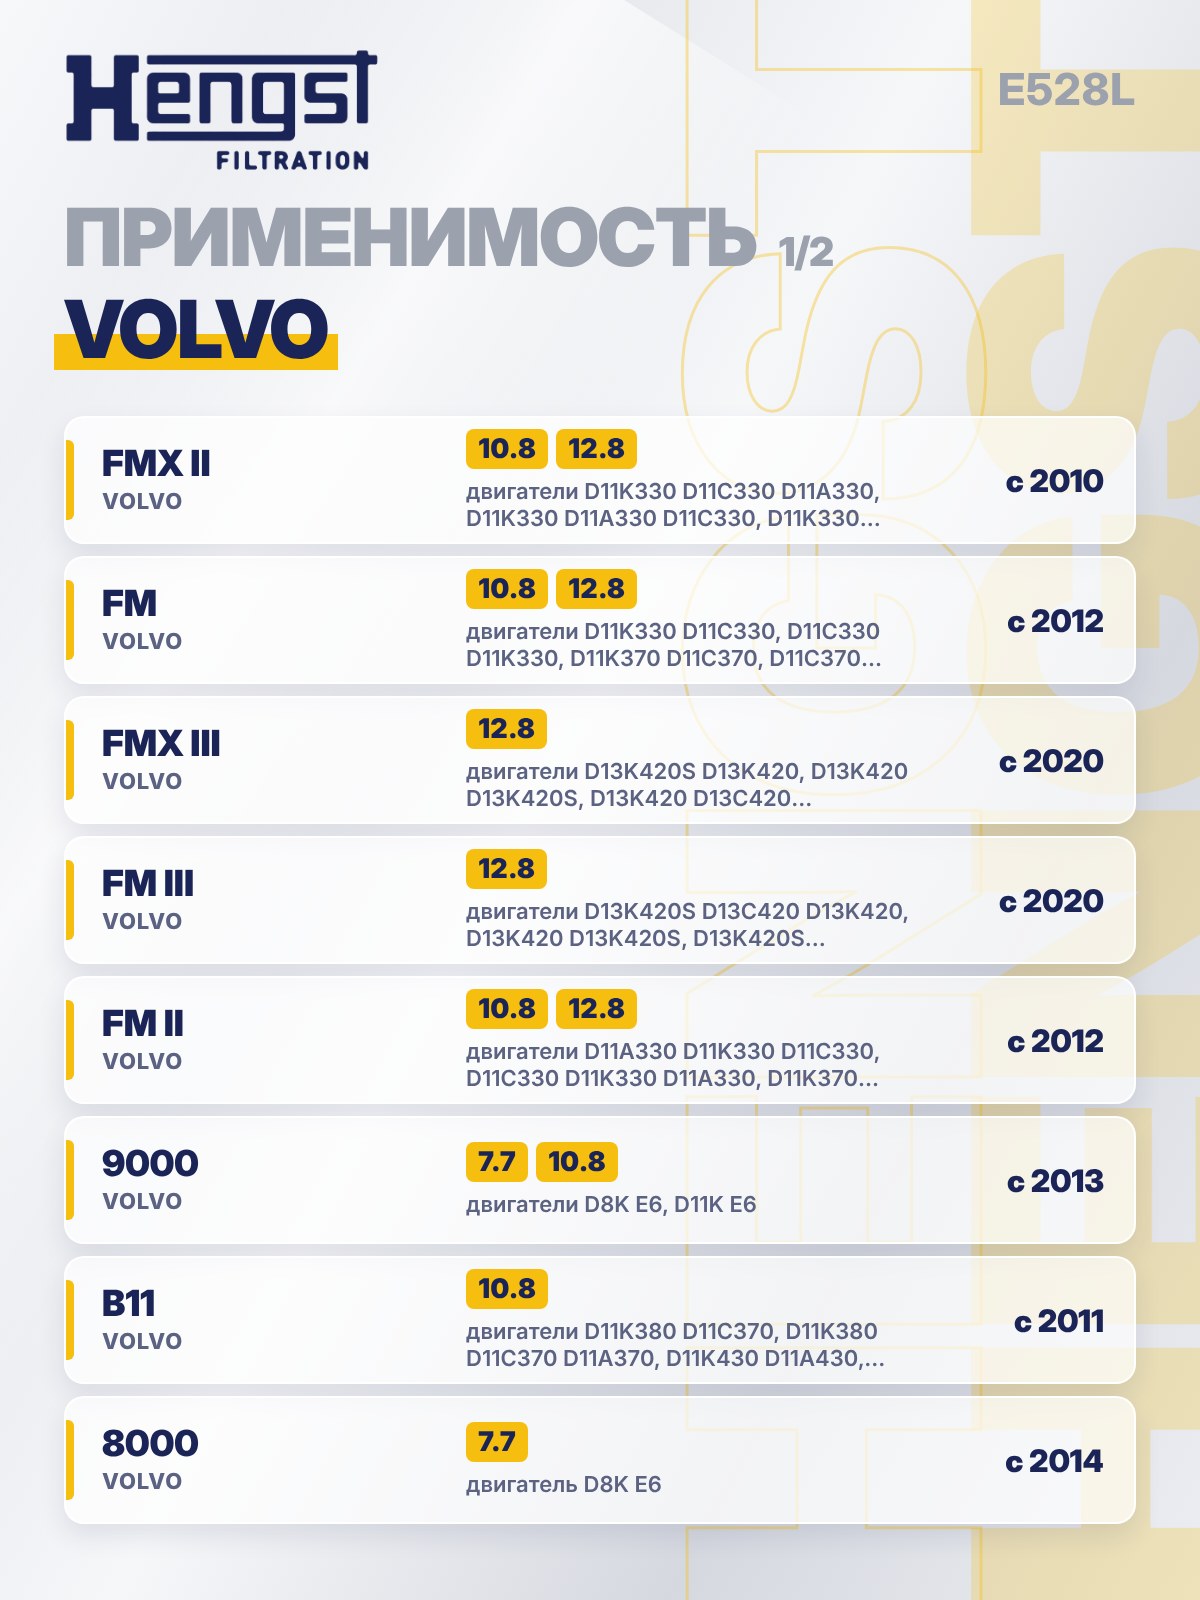 Hengst
FILTRATION
E528L
ПРИМЕНИМОСТЬ 1/2
VOLVO
FMX II
VOLVO
10.8 12.8
двигатели D11K330 D11C330 D11A330,
D11K330 D11A330 D11C330, D11K330...
с 2010
FM
VOLVO
10.8 12.8
двигатели D11K330 D11C330, D11C330
D11K330, D11K370 D11C370, D11C370...
с 2012
FMX III
VOLVO
12.8
двигатели D13K420S D13K420, D13K420
D13K420S, D13K420 D13C420...
с 2020
FM III
VOLVO
12.8
двигатели D13K420S D13C420 D13K420,
D13K420 D13K420S, D13K420S...
с 2020
FM II
VOLVO
10.8 12.8
двигатели D11A330 D11K330 D11C330,
D11C330 D11K330 D11A330, D11K370...
с 2012
9000
VOLVO
7.7 10.8
двигатели D8K E6, D11K E6
с 2013
B11
VOLVO
10.8
двигатели D11K380 D11C370, D11K380
D11C370 D11A370, D11K430 D11A430,...
с 2011
8000
VOLVO
7.7
двигатель D8K E6
с 2014
HENGST
HENGST